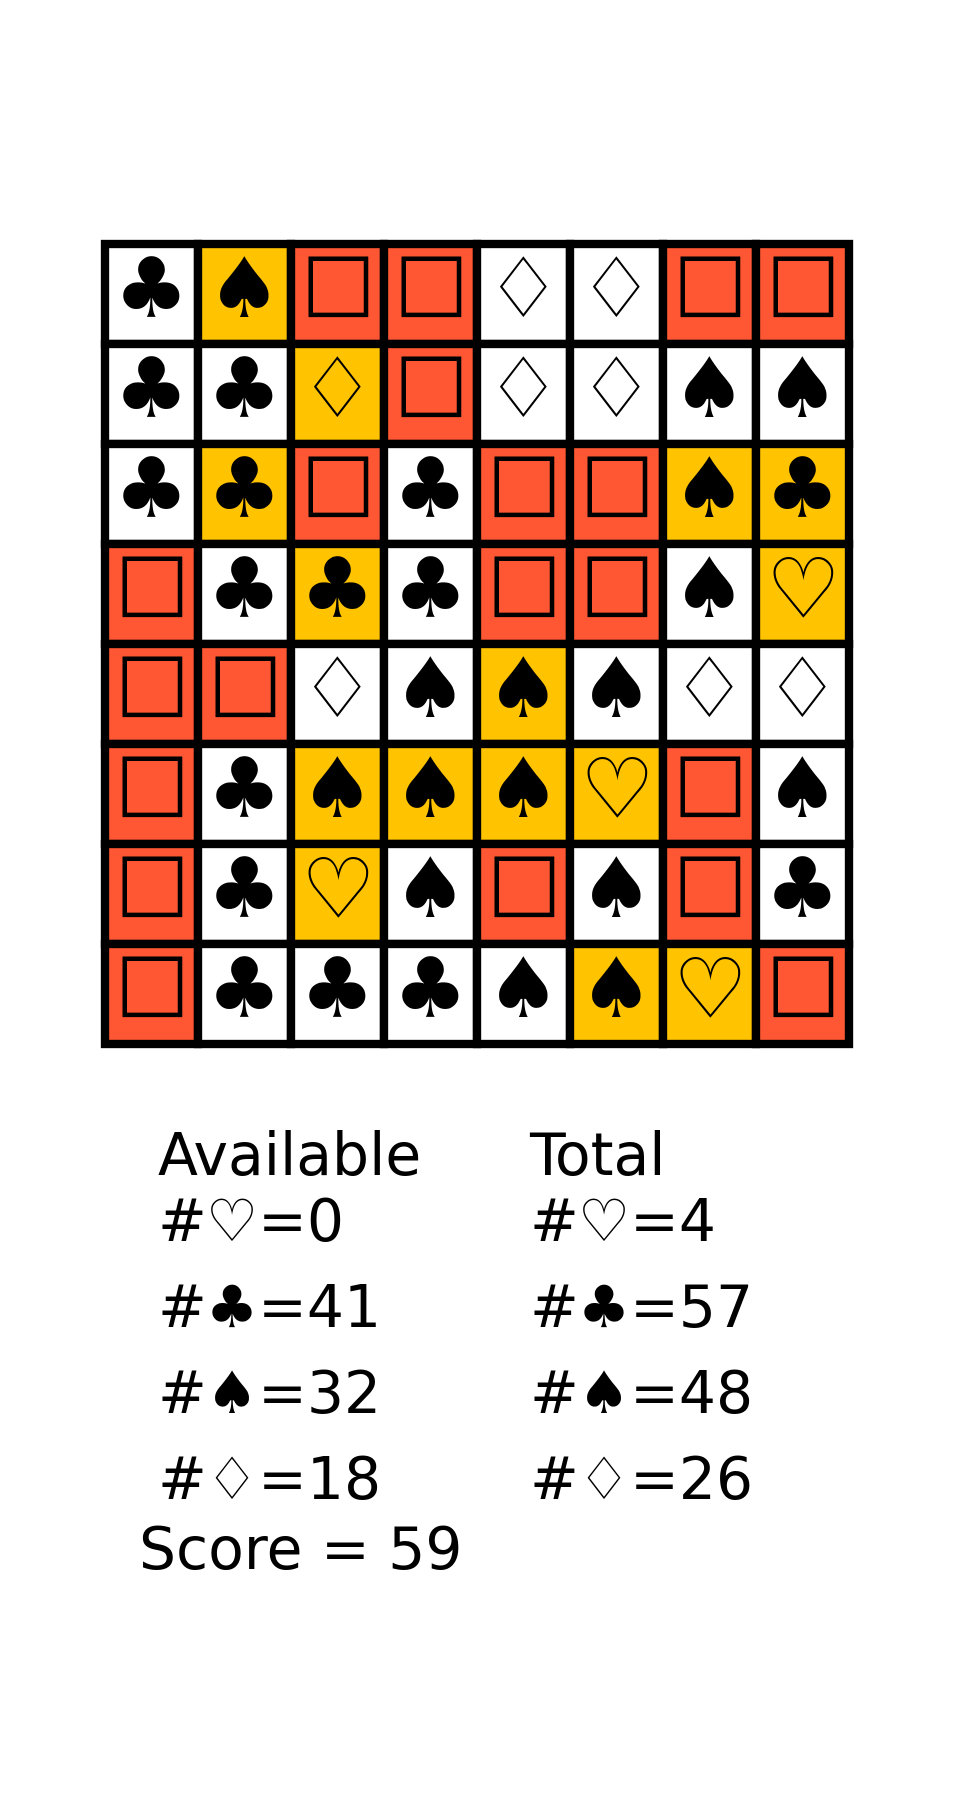 ♣ ♠ □ □ ♢ ♢ □ □
♣ ♣ ♢ □ ♢ ♢ ♠ ♠
♣ ♣ □ ♣ □ □ ♠ ♣
□ ♣ ♣ ♣ □ □ ♠ ♡
□ □ ♢ ♠ ♠ ♠ ♢ ♢
□ ♣ ♠ ♠ ♠ ♡ □ ♠
□ ♣ ♡ ♠ □ ♠ □ ♣
□ ♣ ♣ ♣ ♠ ♠ ♡ □
Available Total
#♡=0 #♡=4
#♣=41 #♣=57
#♠=32 #♠=48
#♢=18 #♢=26
Score = 59